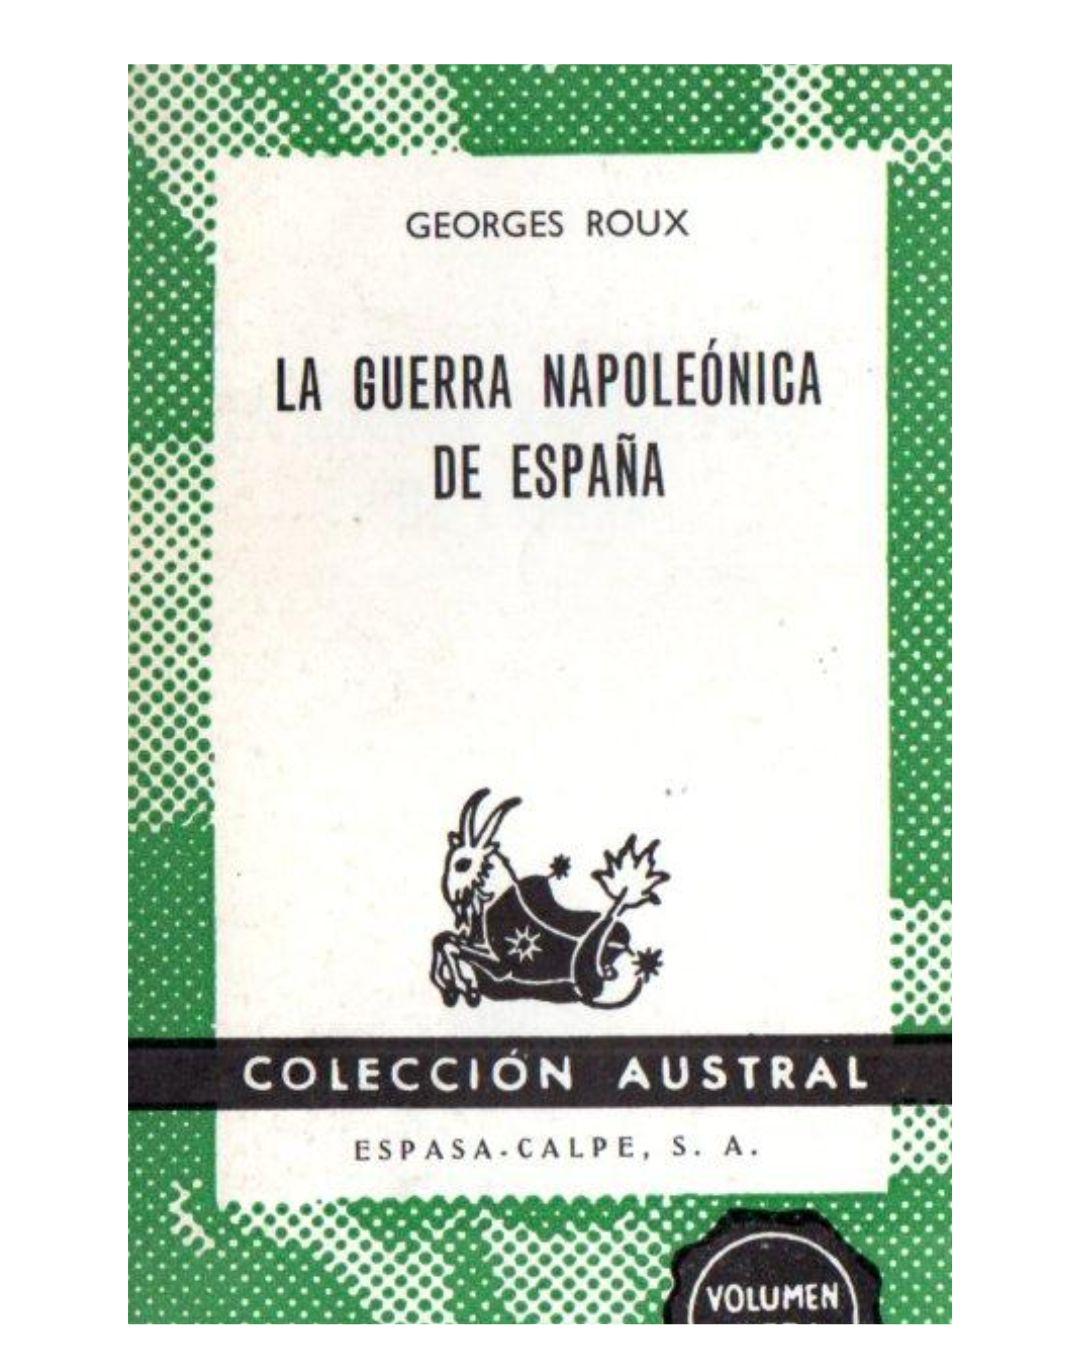 GEORGES ROUX
LA GUERRA NAPOLEÓNICA
DE ESPAÑA
COLECCIÓN AUSTRAL
ESPASA-CALPE, S. A.
VOLUMEN